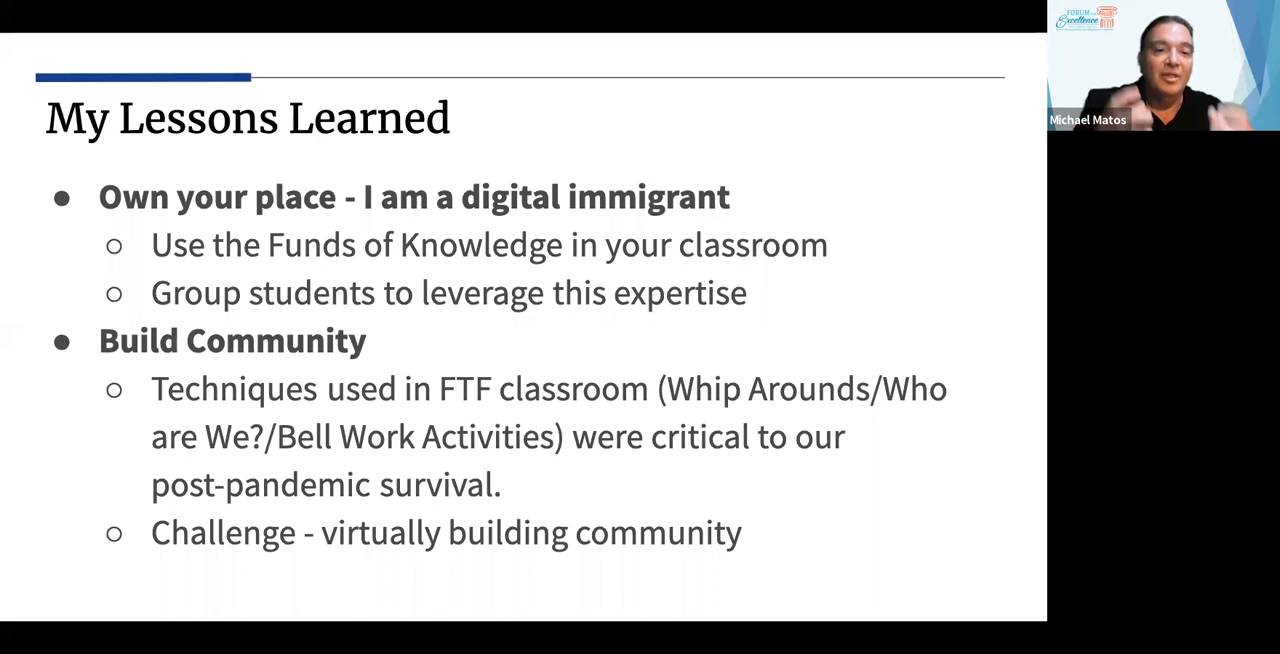 My Lessons Learned
● Own your place - I am a digital immigrant
○ Use the Funds of Knowledge in your classroom
○ Group students to leverage this expertise
● Build Community
○ Techniques used in FTF classroom (Whip Arounds/Who
are We?/Bell Work Activities) were critical to our
post-pandemic survival.
○ Challenge - virtually building community
FORUM
Excellence
Michael Matos